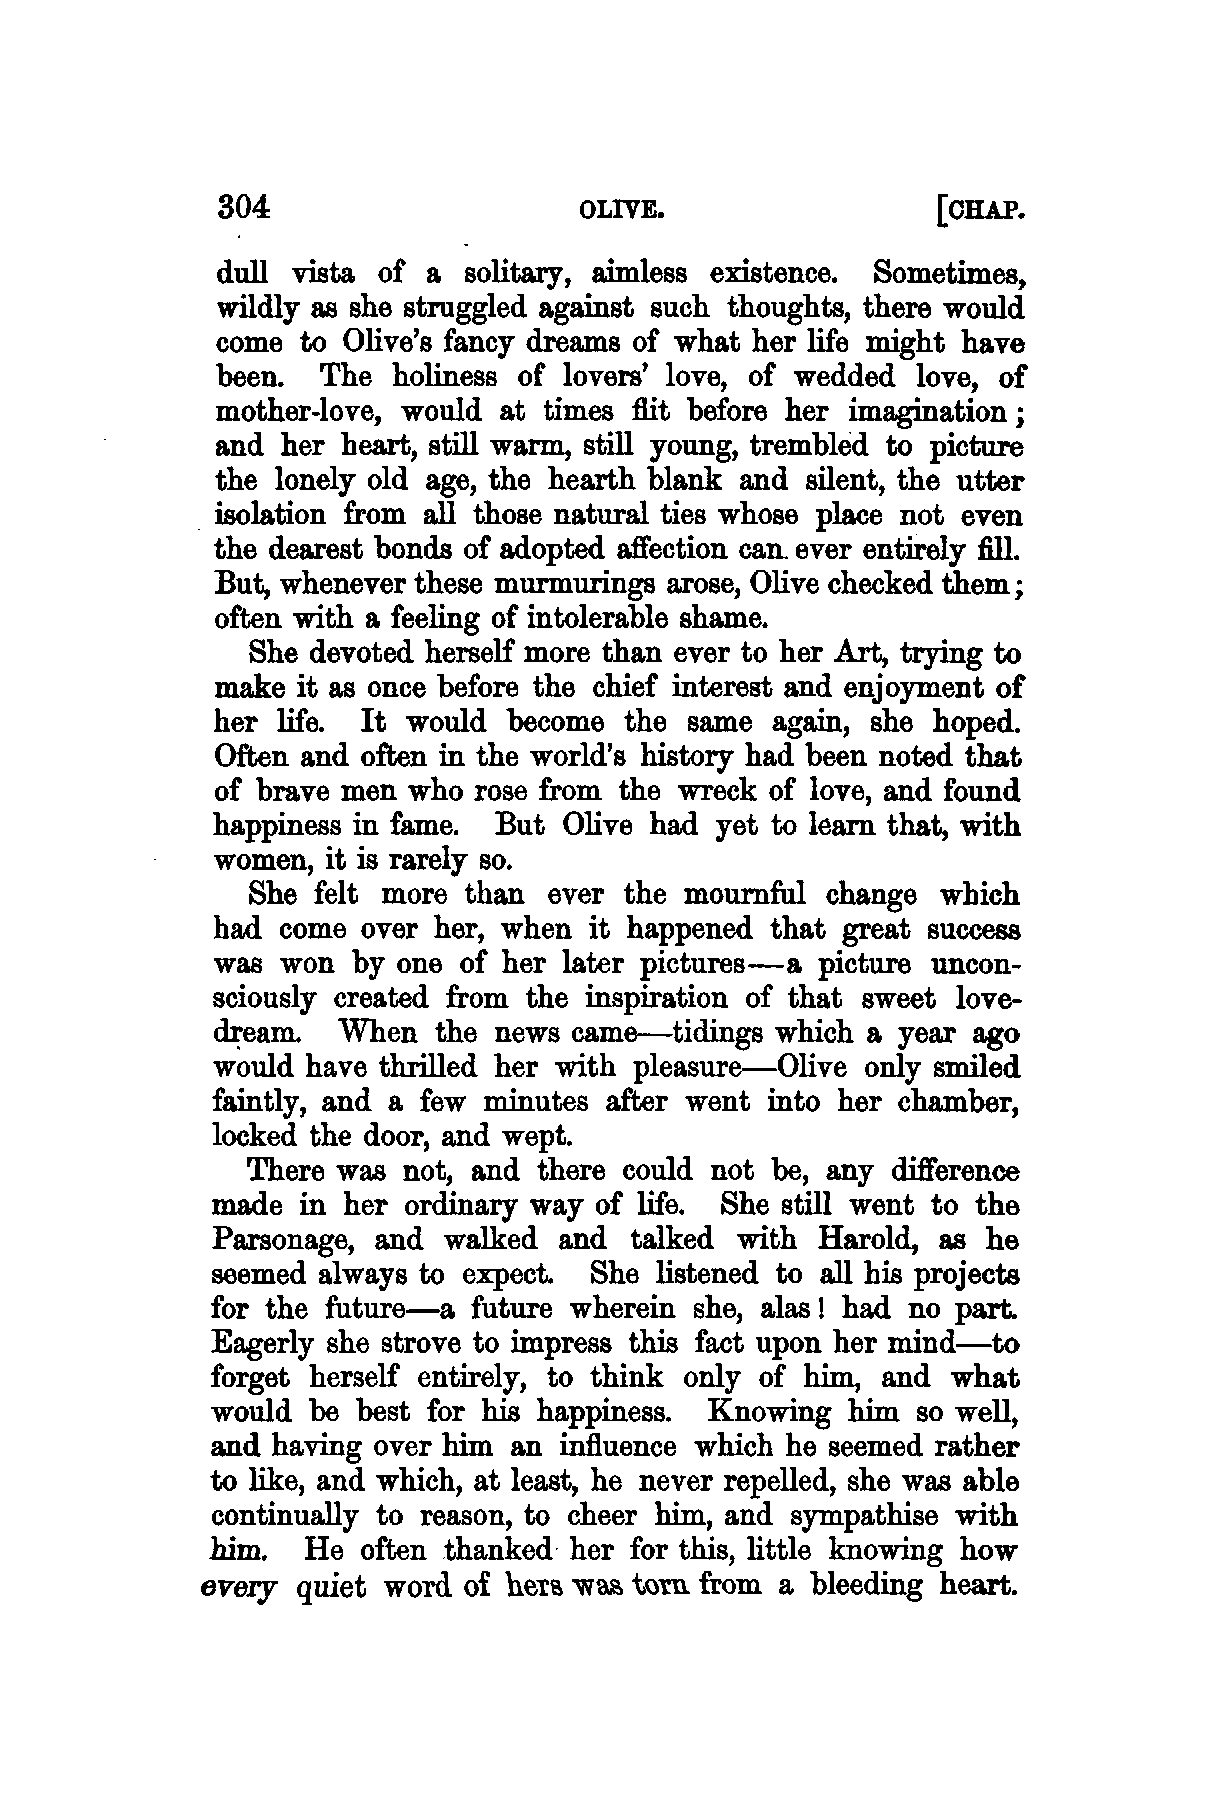 304 OLIVE. [CHAP.
dull vista of a solitary, aimless existence. Sometimes,
wildly as she struggled against such thoughts, there would
come to Olive's fancy dreams of what her life might have
been. The holiness of lovers' love, of wedded love, of
mother-love, would at times flit before her imagination;
and her heart, still warm, still young, trembled to picture
the lonely old age, the hearth blank and silent, the utter
isolation from all those natural ties whose place not even
the dearest bonds of adopted affection can ever entirely fill.
But, whenever these murmurings arose, Olive checked them;
often with a feeling of intolerable shame.
She devoted herself more than ever to her Art, trying to
make it as once before the chief interest and enjoyment of
her life. It would become the same again, she hoped.
Often and often in the world's history had been noted that
of brave men who rose from the wreck of love, and found
happiness in fame. But Olive had yet to learn that, with
women, it is rarely so.
She felt more than ever the mournful change which
had come over her, when it happened that great success
was won by one of her later pictures—a picture uncon-
sciously created from the inspiration of that sweet love-
dream. When the news came—tidings which a year ago
would have thrilled her with pleasure—Olive only smiled
faintly, and a few minutes after went into her chamber,
locked the door, and wept.
There was not, and there could not be, any difference
made in her ordinary way of life. She still went to the
Parsonage, and walked and talked with Harold, as he
seemed always to expect. She listened to all his projects
for the future—a future wherein she, alas! had no part.
Eagerly she strove to impress this fact upon her mind—to
forget herself entirely, to think only of him, and what
would be best for his happiness. Knowing him so well,
and having over him an influence which he seemed rather
to like, and which, at least, he never repelled, she was able
continually to reason, to cheer him, and sympathise with
him. He often thanked her for this, little knowing how
every quiet word of hers was torn from a bleeding heart.